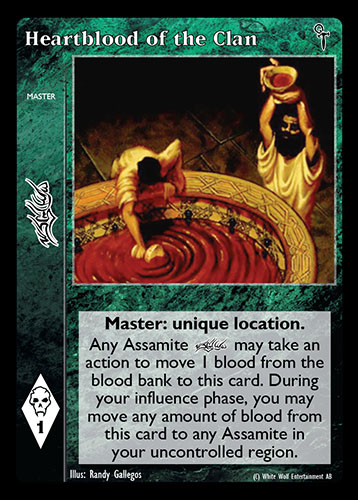 Heartblood of the Clan
MASTER
Master: unique location.
Any Assamite may take an
action to move 1 blood from the
blood bank to this card. During
your influence phase, you may
move any amount of blood from
this card to any Assamite in
your uncontrolled region.
1
Illus: Randy Gallegos
(C) White Wolf Entertainment AB